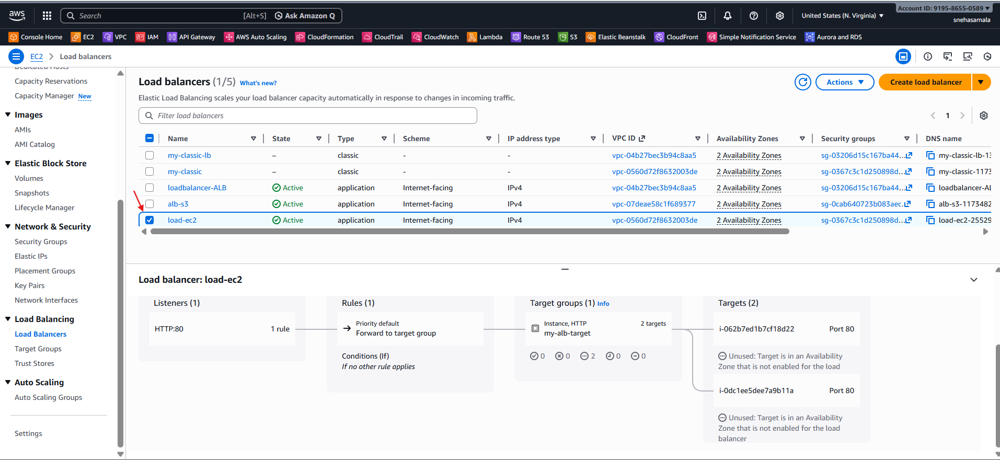 aws
Search [Alt+S] Ask Amazon Q
United States (N. Virginia)
Account ID: 9195-8655-0589
snehasamala
Console Home EC2 VPC IAM API Gateway AWS Auto Scaling CloudFormation CloudTrail CloudWatch Lambda Route 53 S3 Elastic Beanstalk CloudFront Simple Notification Service Aurora and RDS
EC2 Load balancers
Dedicated Hosts
Capacity Reservations
Capacity Manager New
Images
AMIs
AMI Catalog
Elastic Block Store
Volumes
Snapshots
Lifecycle Manager
Network & Security
Security Groups
Elastic IPs
Placement Groups
Key Pairs
Network Interfaces
Load Balancing
Load Balancers
Target Groups
Trust Stores
Auto Scaling
Auto Scaling Groups
Settings
Load balancers (1/5) What's new?
Actions
Create load balancer
Elastic Load Balancing scales your load balancer capacity automatically in response to changes in incoming traffic.
Filter load balancers
1
Name State Type Scheme IP address type VPC ID Availability Zones Security groups DNS name
my-classic-lb – classic - - vpc-04b27bec3b94c8aa5 2 Availability Zones sg-03206d15c167ba44... my-classic-lb-13
my-classic – classic - - vpc-0560d72f8632003de 2 Availability Zones sg-0367c3c1d250898d... my-classic-1173
loadbalancer-ALB Active application Internet-facing IPv4 vpc-04b27bec3b94c8aa5 2 Availability Zones sg-03206d15c167ba44... loadbalancer-AL
alb-s3 Active application Internet-facing IPv4 vpc-07deae58c1f689377 2 Availability Zones sg-0cab640723b083aec. alb-s3-1173482
load-ec2 Active application Internet-facing IPv4 vpc-0560d72f8632003de 2 Availability Zones sg-0367c3c1d250898d... load-ec2-25529
Load balancer: load-ec2
Listeners (1)
HTTP:80 1 rule
Rules (1)
Priority default
Forward to target group
Conditions (If)
If no other rule applies
Target groups (1) Info
Instance, HTTP 2 targets
my-alb-target
0 0 2 0 0
Targets (2)
i-062b7ed1b7cf18d22 Port 80
Unused: Target is in an Availability
Zone that is not enabled for the load
i-0dc1ee5dee7a9b11a Port 80
Unused: Target is in an Availability
Zone that is not enabled for the load
balancer